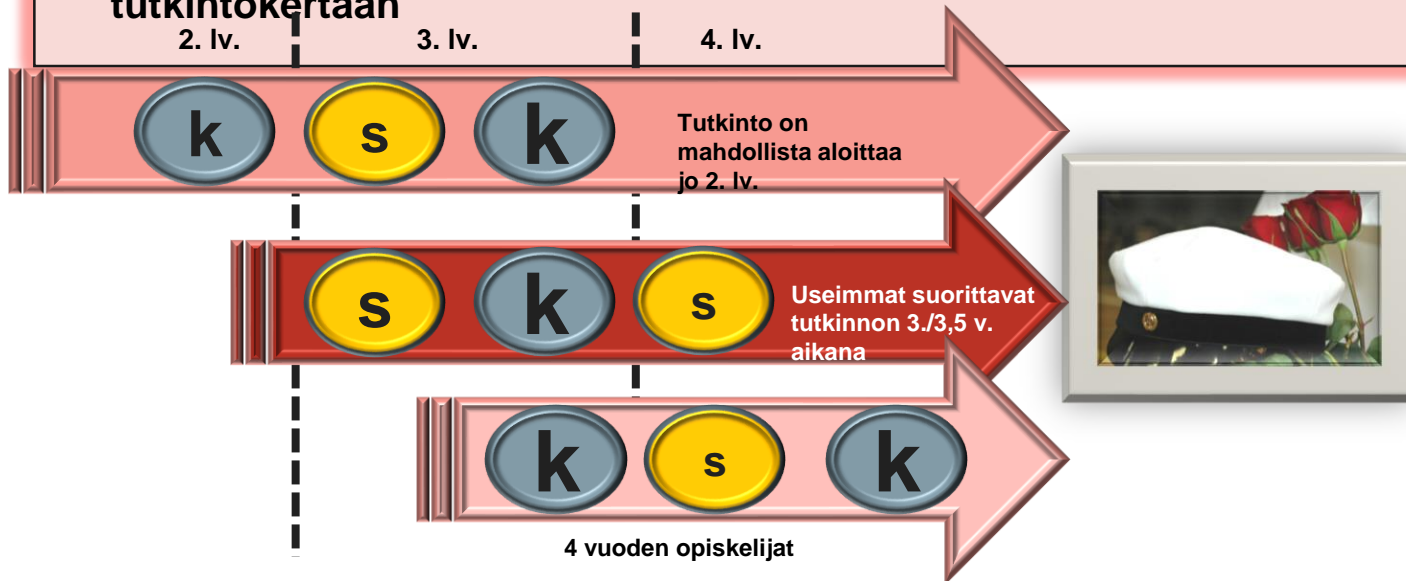 tutkintokertaan
2. lv. 3. lv. 4. lv.
k s k
Tutkinto on
mahdollista aloittaa
jo 2. lv.
s k s
Useimmat suorittavat
tutkinnon 3./3,5 v.
aikana
k s k
4 vuoden opiskelijat